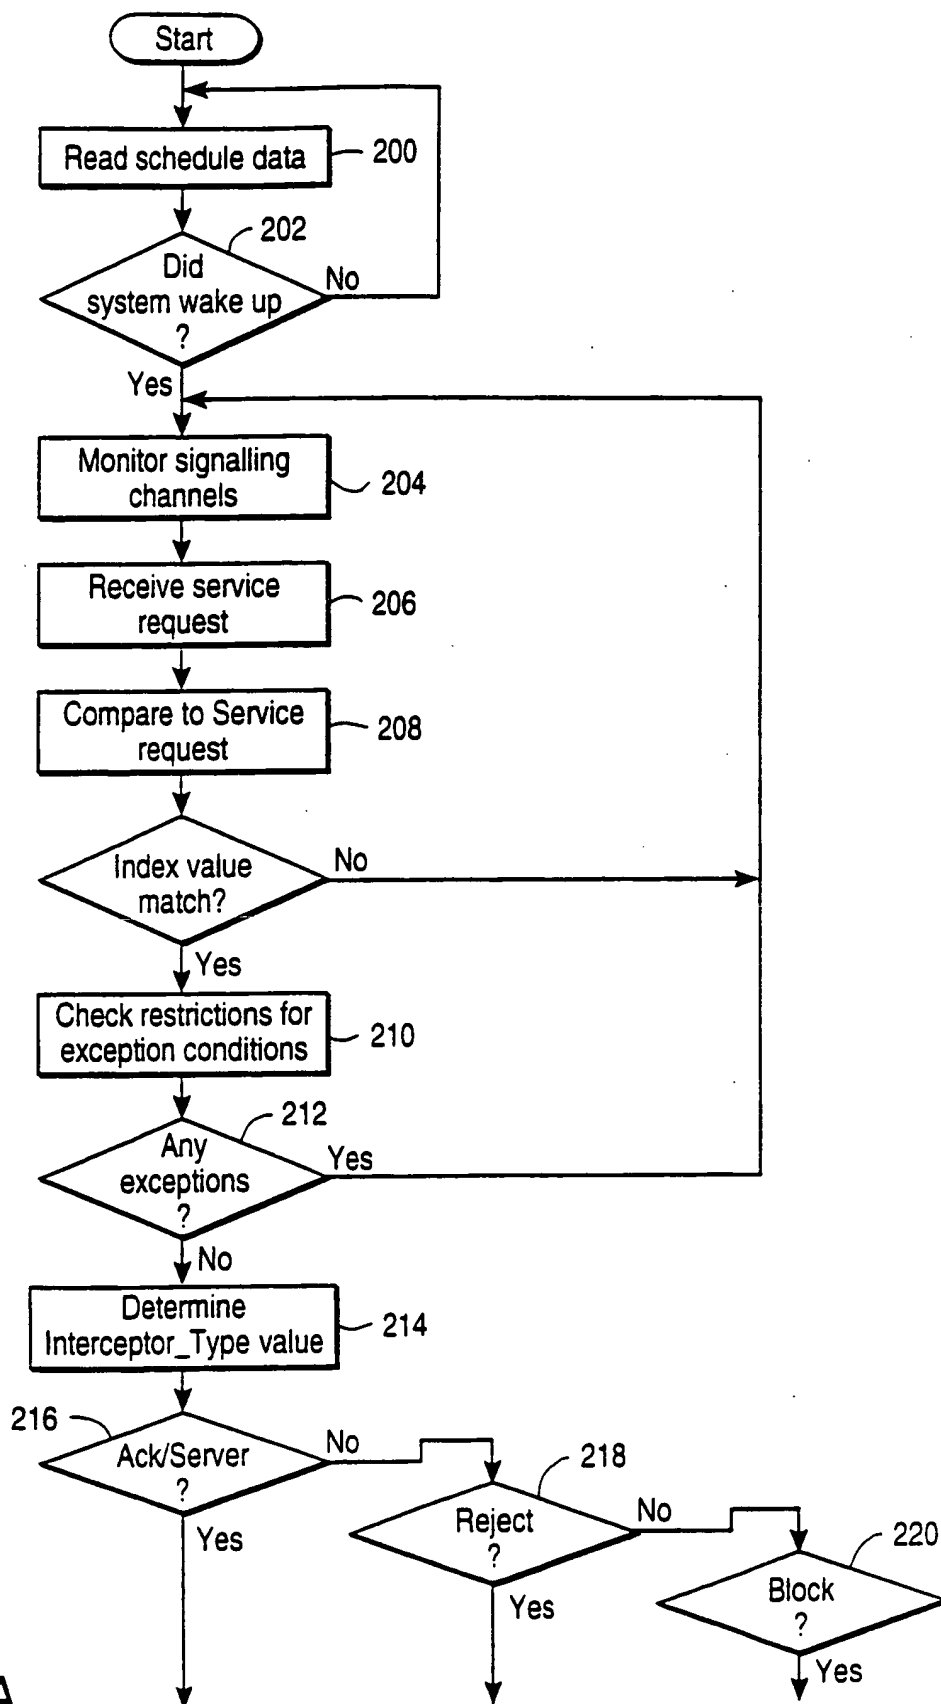 Start
Read schedule data
200
202
Did
system wake up
?
No
Yes
Monitor signalling
channels
204
Receive service
request
206
Compare to Service
request
208
Index value
match?
No
Yes
Check restrictions for
exception conditions
210
212
Any
exceptions
?
Yes
No
Determine
Interceptor_Type value
214
216
Ack/Server
?
No
Yes
218
Reject
?
No
Yes
220
Block
?
Yes